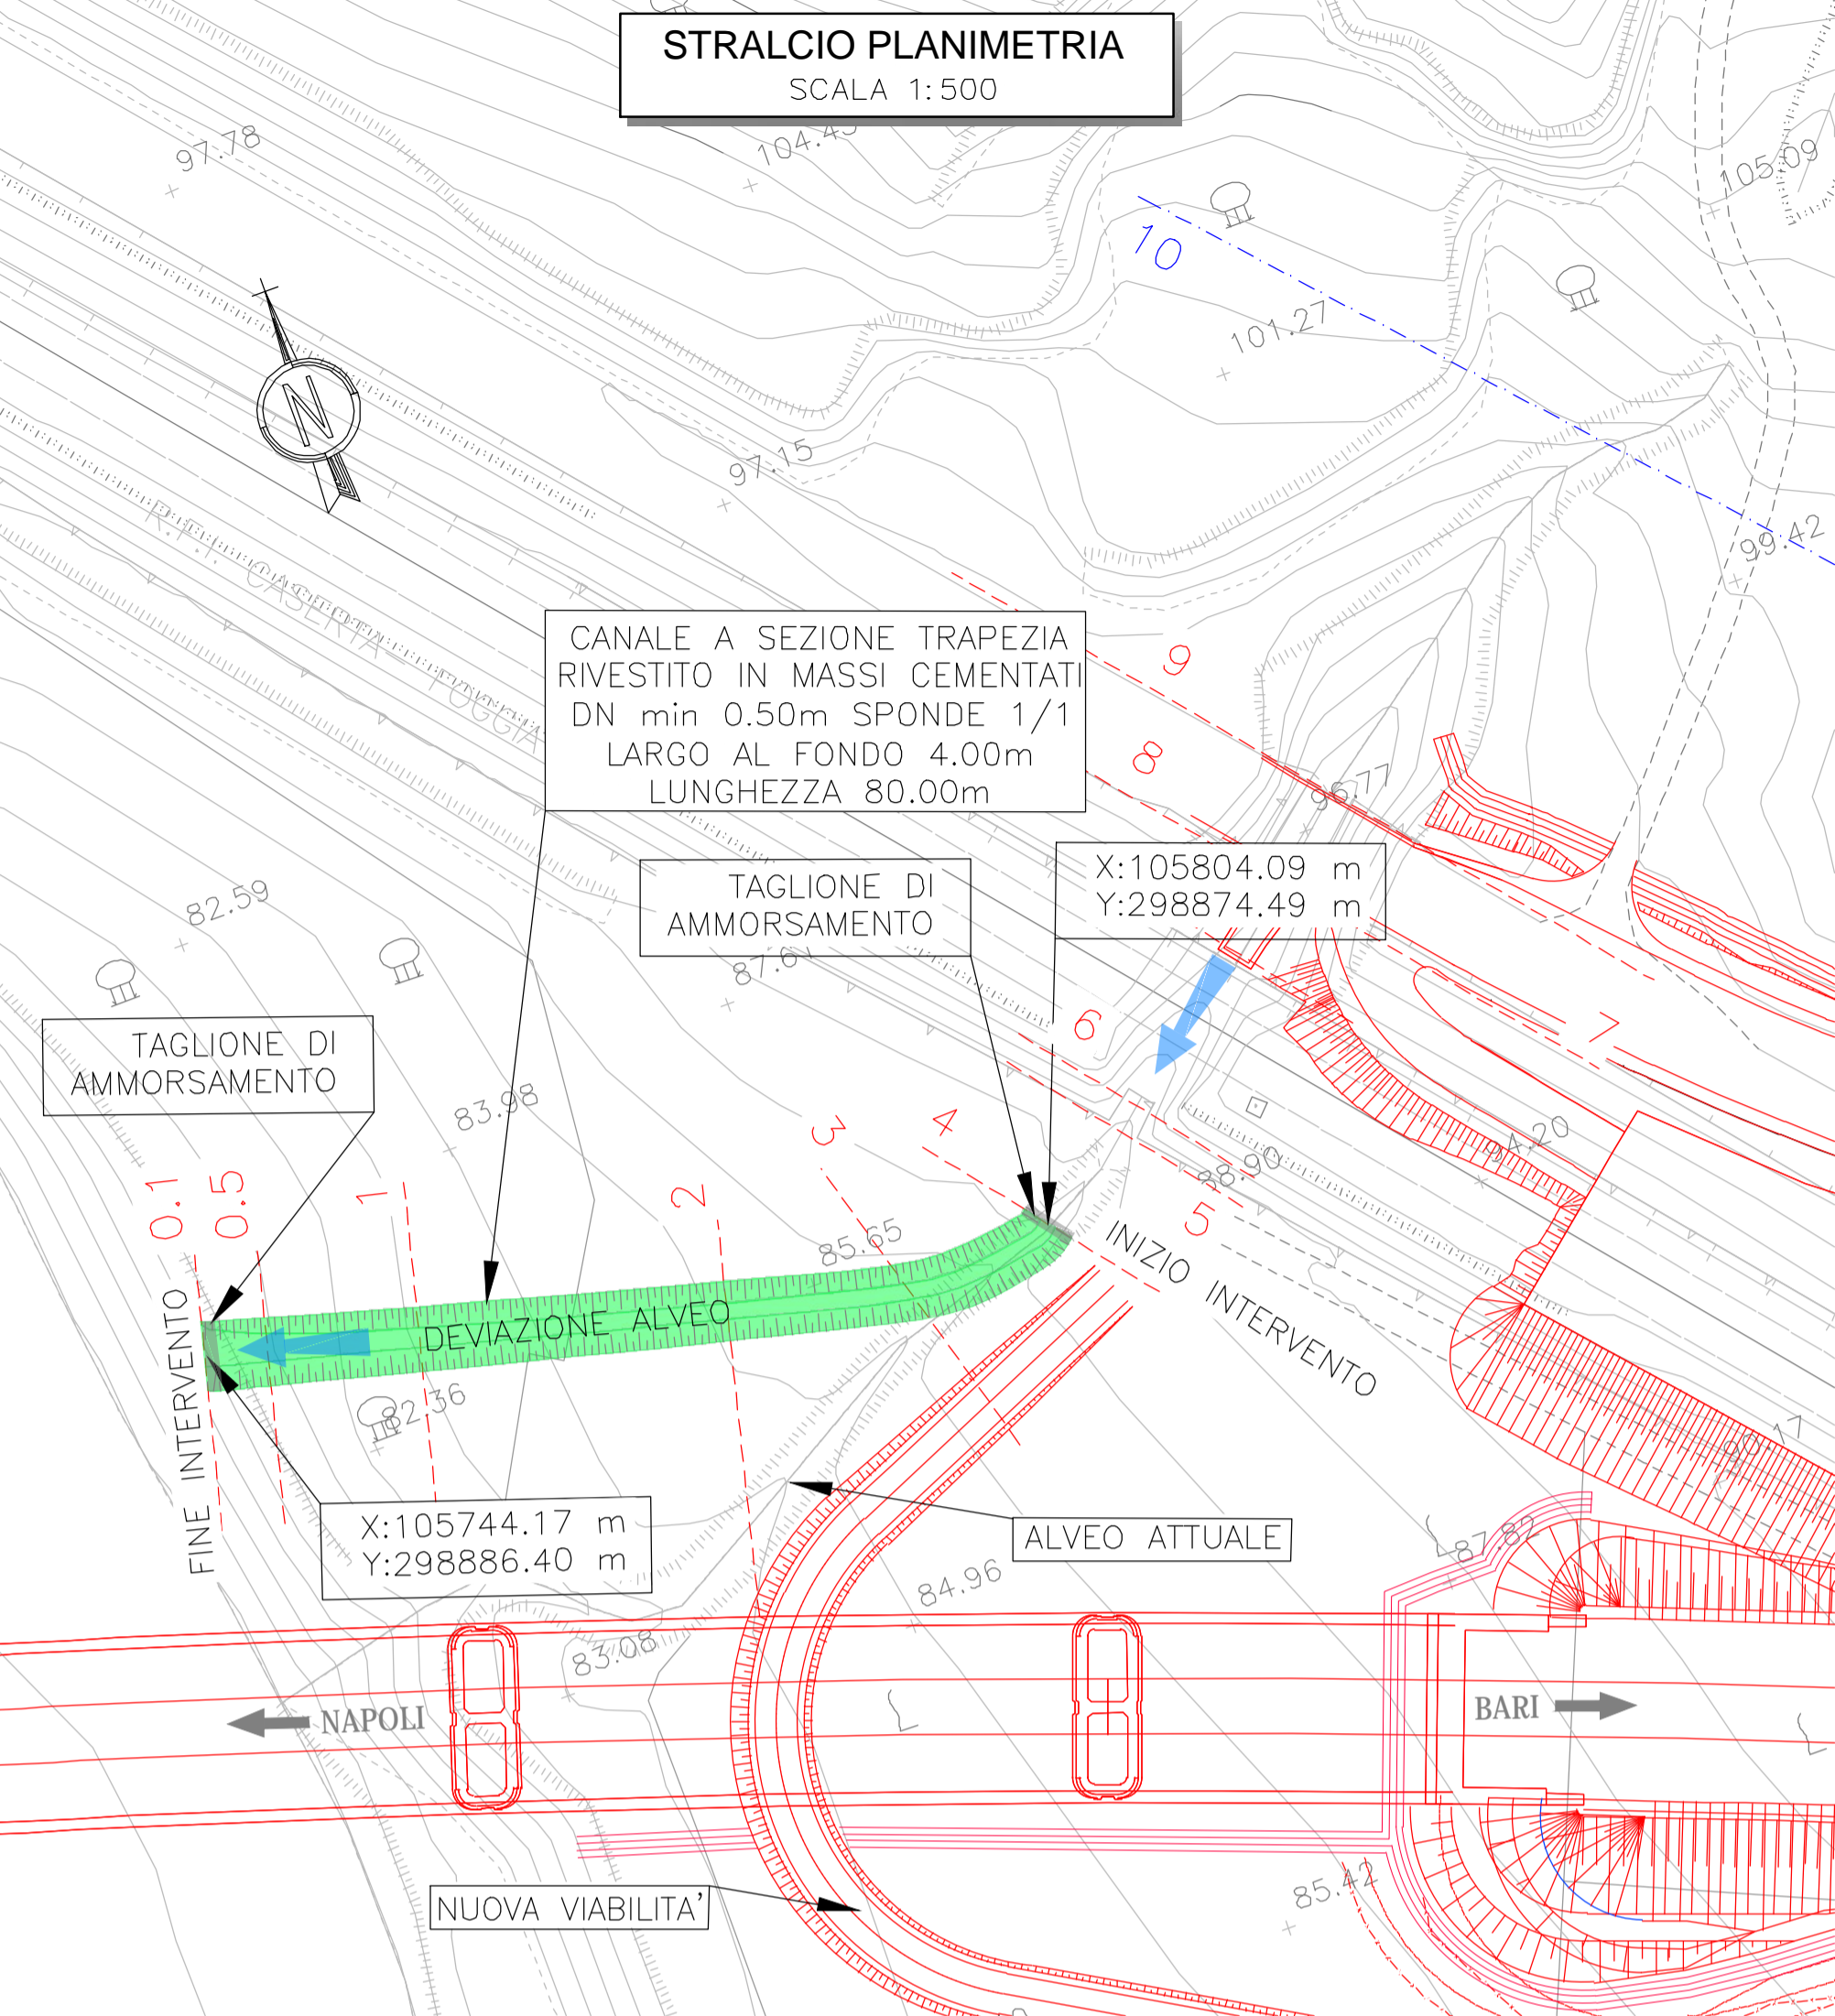 STRALCIO PLANIMETRIA
SCALA 1:500
97.78
104.43
105.09
10
101.27
N
97.15
99.42
R.F.I. CASERTA - FOGGIA
CANALE A SEZIONE TRAPEZIA
RIVESTITO IN MASSI CEMENTATI
DN min 0.50m SPONDE 1/1
LARGO AL FONDO 4.00m
LUNGHEZZA 80.00m
9
8
96.77
TAGLIONE DI
AMMORSAMENTO
X:105804.09 m
Y:298874.49 m
82.59
87.61
6
7
TAGLIONE DI
AMMORSAMENTO
83.98
3
4
94.20
88.90
0.1
0.5
1
2
85.65
5
INIZIO INTERVENTO
DEVIAZIONE ALVEO
FINE INTERVENTO
82.36
90.17
X:105744.17 m
Y:298886.40 m
ALVEO ATTUALE
87.82
84.96
83.08
NAPOLI
BARI
85.42
NUOVA VIABILITA'